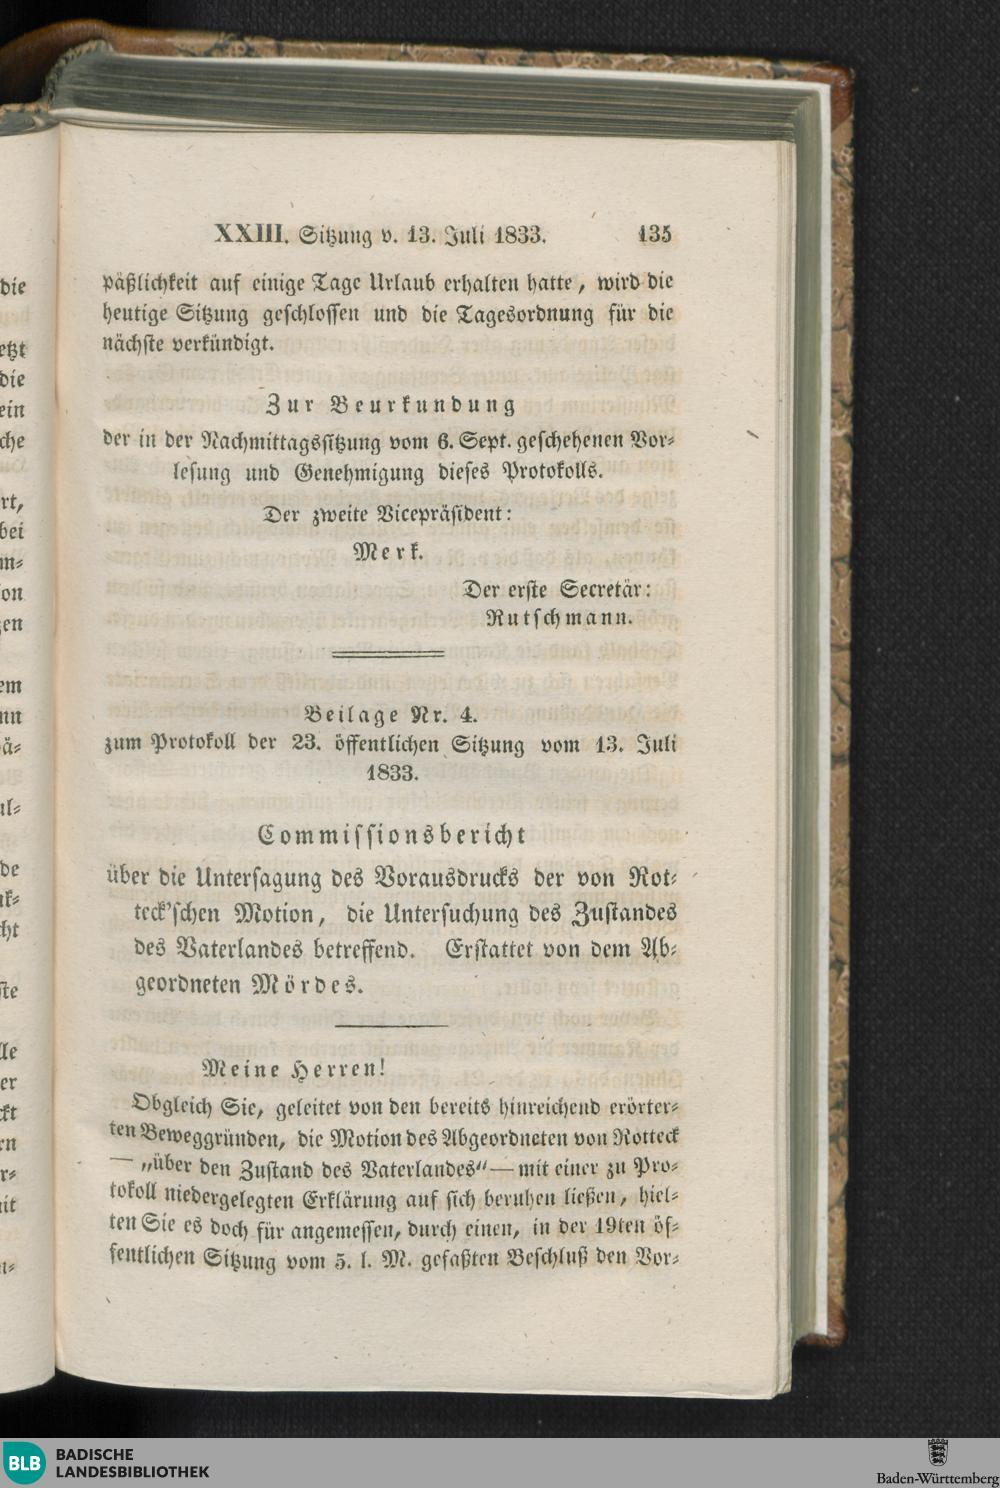 XXIII. Sitzung v. 13. Juli 1833. 135
päßlichkeit auf einige Tage Urlaub erhalten hatte, wird die
heutige Sitzung geschlossen und die Tagesordnung für die
nächste verkündigt.
Zur Beurkundung
der in der Nachmittagssitzung vom 6. Sept. geschehenen Vor-
lesung und Genehmigung dieses Protokolls.
Der zweite Vicepräsident:
Merk.
Der erste Secretär:
Rutschmann.
Beilage Nr. 4.
zum Protokoll der 23. öffentlichen Sitzung vom 13. Juli
1833.
Commissionsbericht
über die Untersagung des Vorausdrucks der von Rot-
teck'schen Motion, die Untersuchung des Zustandes
des Vaterlandes betreffend. Erstattet von dem Ab-
geordneten Mördes.
Meine Herren!
Obgleich Sie, geleitet von den bereits hinreichend erörter-
ten Beweggründen, die Motion des Abgeordneten von Rotteck
— „über den Zustand des Vaterlandes“ — mit einer zu Pro-
tokoll niedergelegten Erklärung auf sich beruhen ließen, hiel-
ten Sie es doch für angemessen, durch einen, in der 19ten öf-
fentlichen Sitzung vom 5. l. M. gefaßten Beschluß den Vor-
BLB BADISCHE
LANDESBIBLIOTHEK
Baden-Württemberg